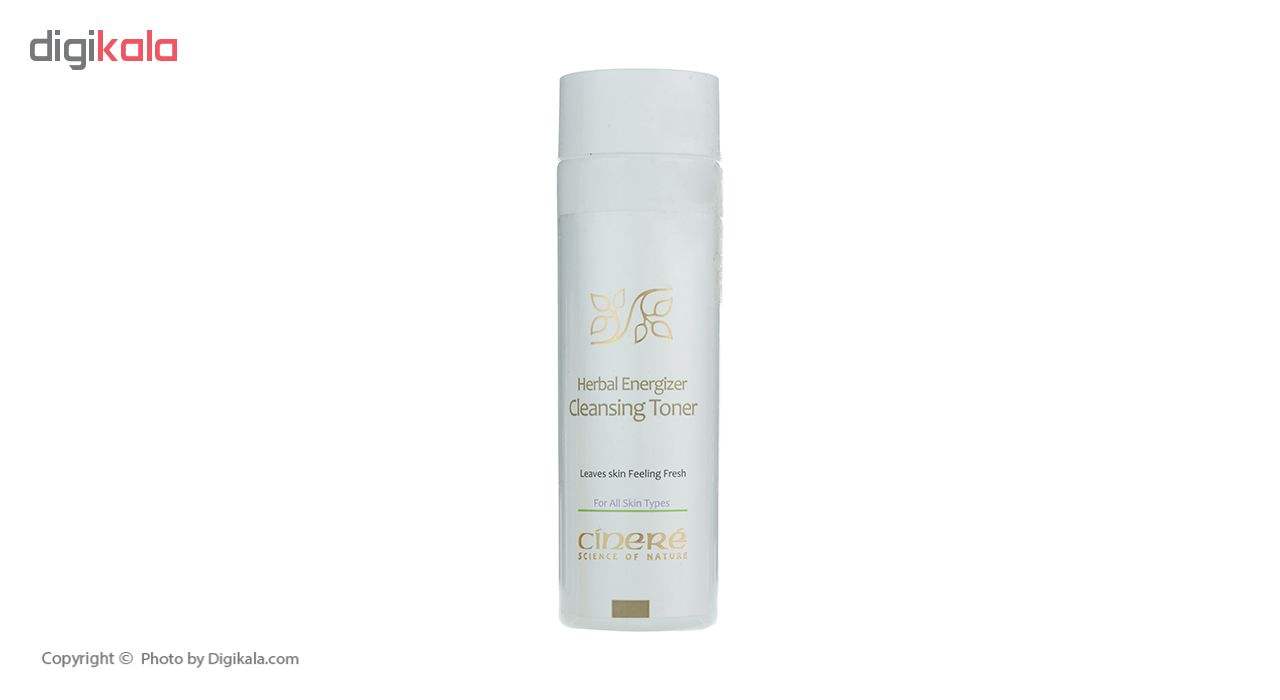 digikala
Herbal Energizer
Cleansing Toner
Leaves skin Feeling Fresh
For All Skin Types
cíneré
SCIENCE OF NATURE
Copyright © Photo by Digikala.com